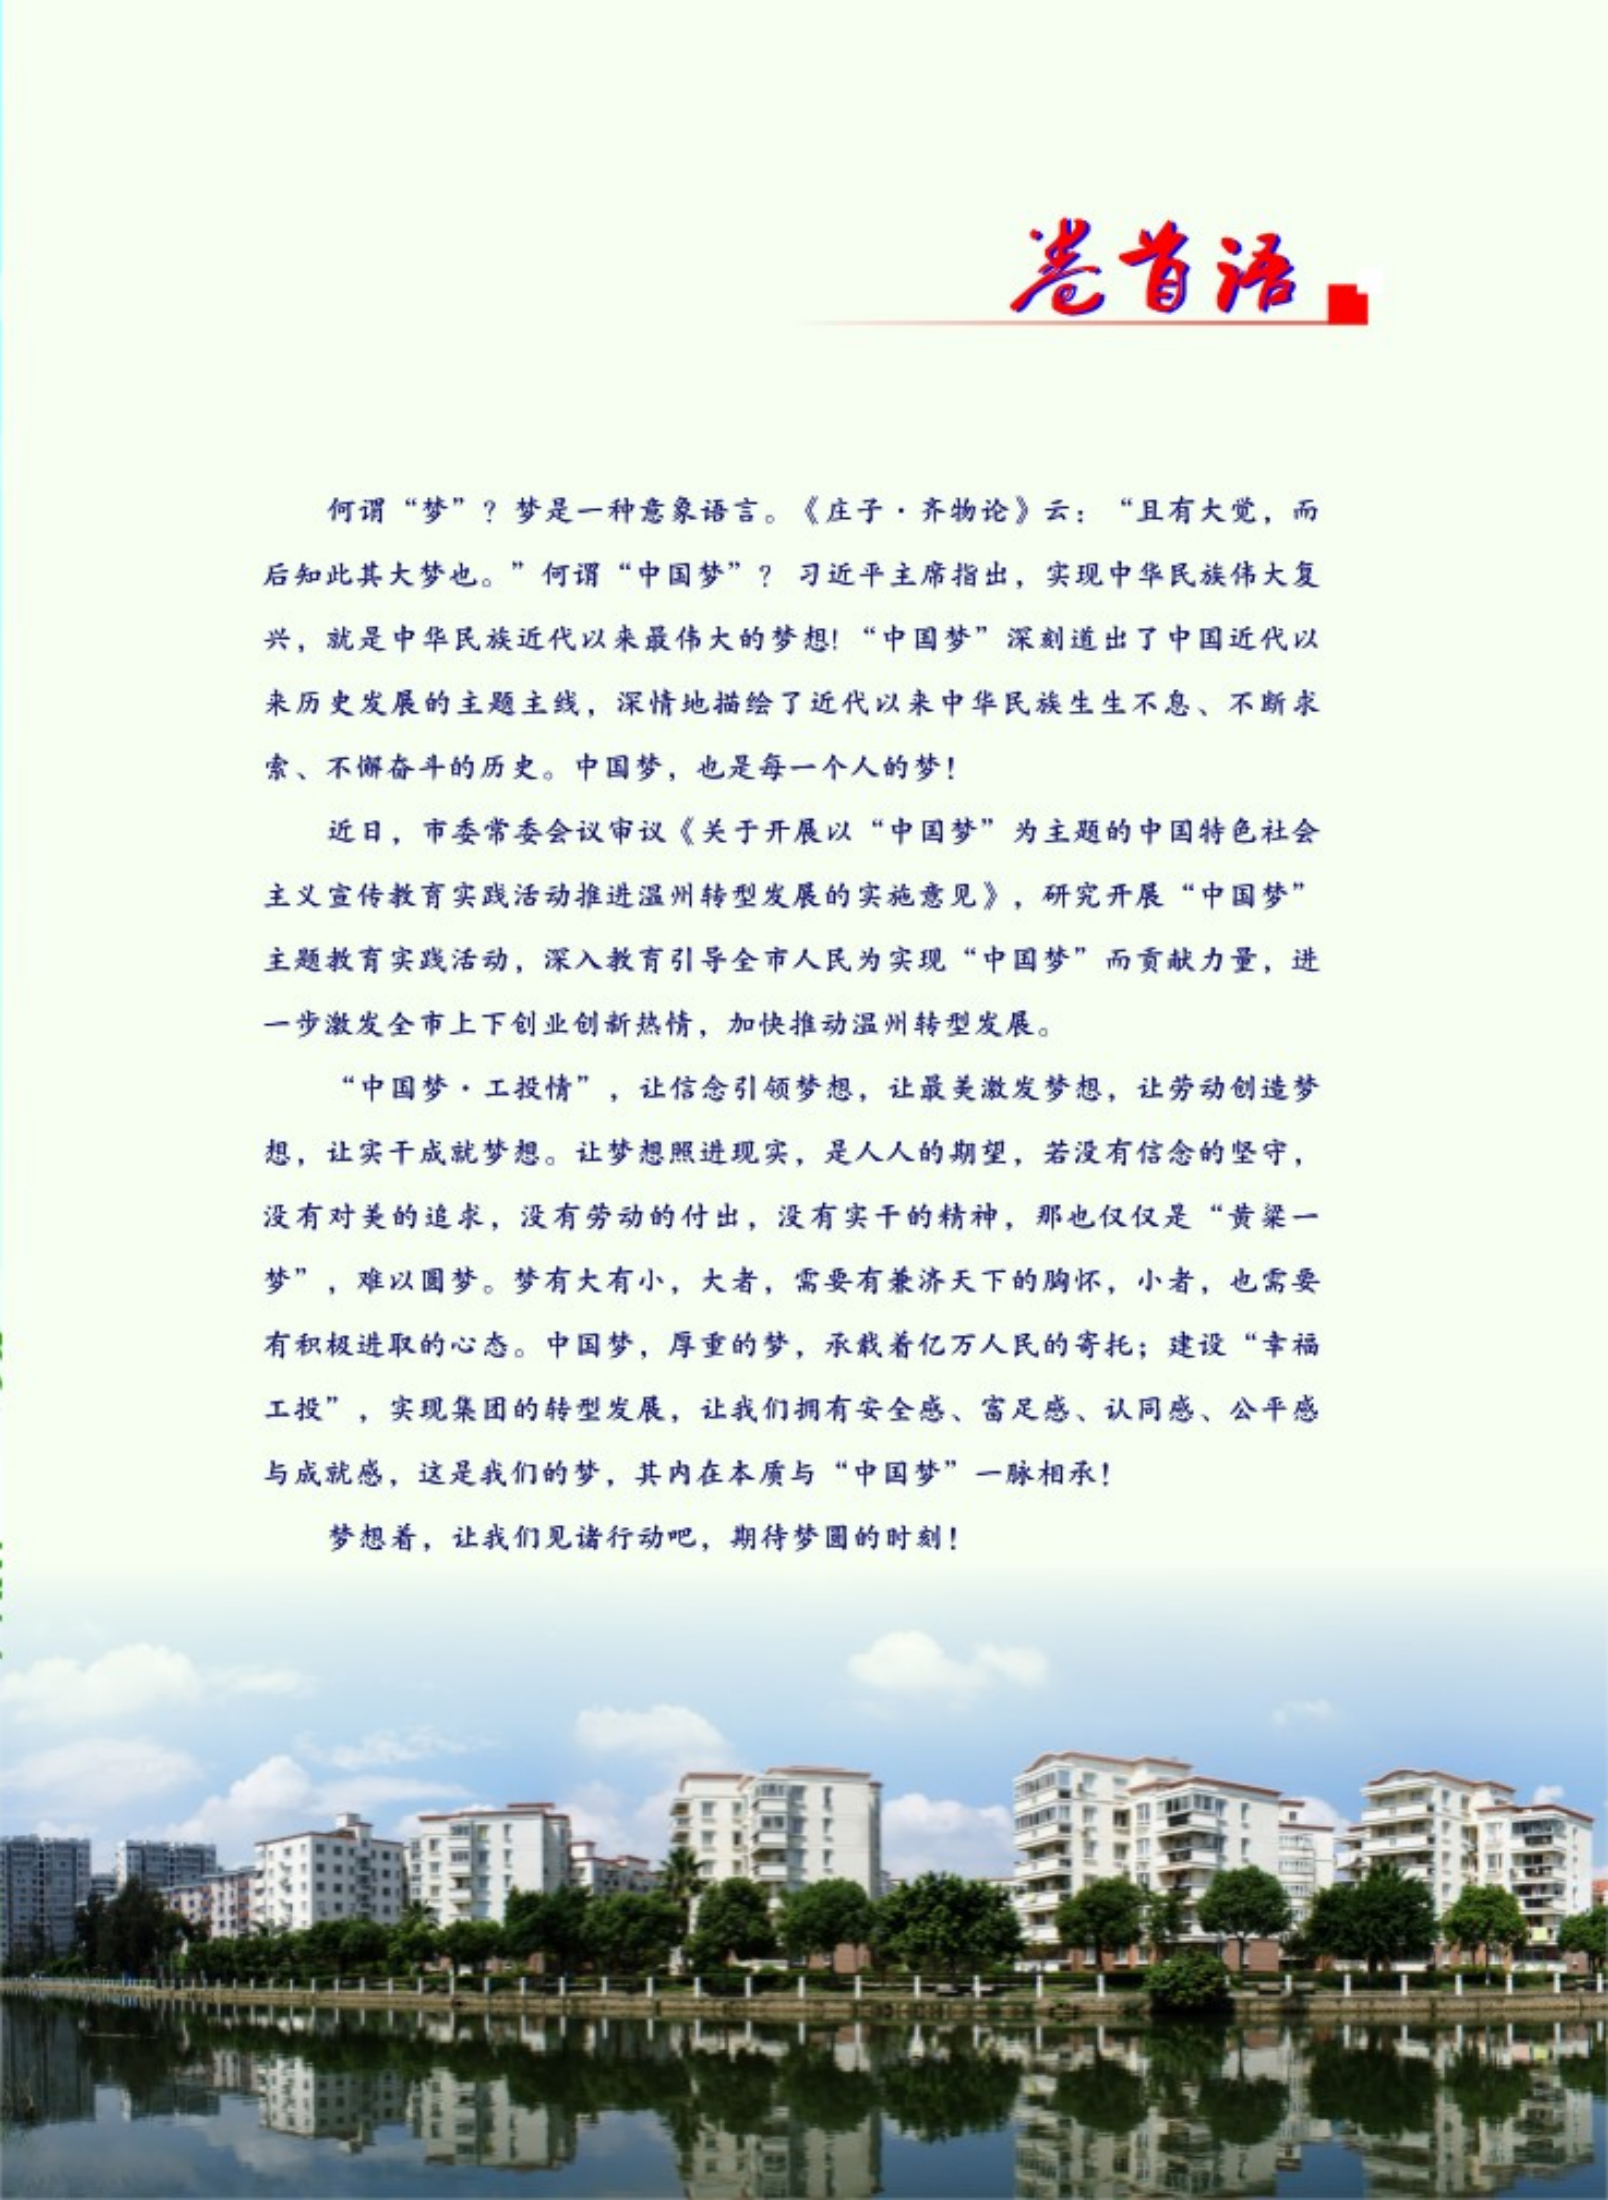 卷首语
何谓“梦”？梦是一种意象语言。《庄子·齐物论》云：“且有大觉，而
后知此其大梦也。”何谓“中国梦”？ 习近平主席指出，实现中华民族伟大复
兴，就是中华民族近代以来最伟大的梦想！“中国梦”深刻道出了中国近代以
来历史发展的主题主线，深情地描绘了近代以来中华民族生生不息、不断求
索、不懈奋斗的历史。中国梦，也是每一个人的梦！
近日，市委常委会议审议《关于开展以“中国梦”为主题的中国特色社会
主义宣传教育实践活动推进温州转型发展的实施意见》，研究开展“中国梦”
主题教育实践活动，深入教育引导全市人民为实现“中国梦”而贡献力量，进
一步激发全市上下创业创新热情，加快推动温州转型发展。
“中国梦·工投情”，让信念引领梦想，让最美激发梦想，让劳动创造梦
想，让实干成就梦想。让梦想照进现实，是人人的期望，若没有信念的坚守，
没有对美的追求，没有劳动的付出，没有实干的精神，那也仅仅是“黄粱一
梦”，难以圆梦。梦有大有小，大者，需要有兼济天下的胸怀，小者，也需要
有积极进取的心态。中国梦，厚重的梦，承载着亿万人民的寄托；建设“幸福
工投”，实现集团的转型发展，让我们拥有安全感、富足感、认同感、公平感
与成就感，这是我们的梦，其内在本质与“中国梦”一脉相承！
梦想着，让我们见诸行动吧，期待梦圆的时刻！